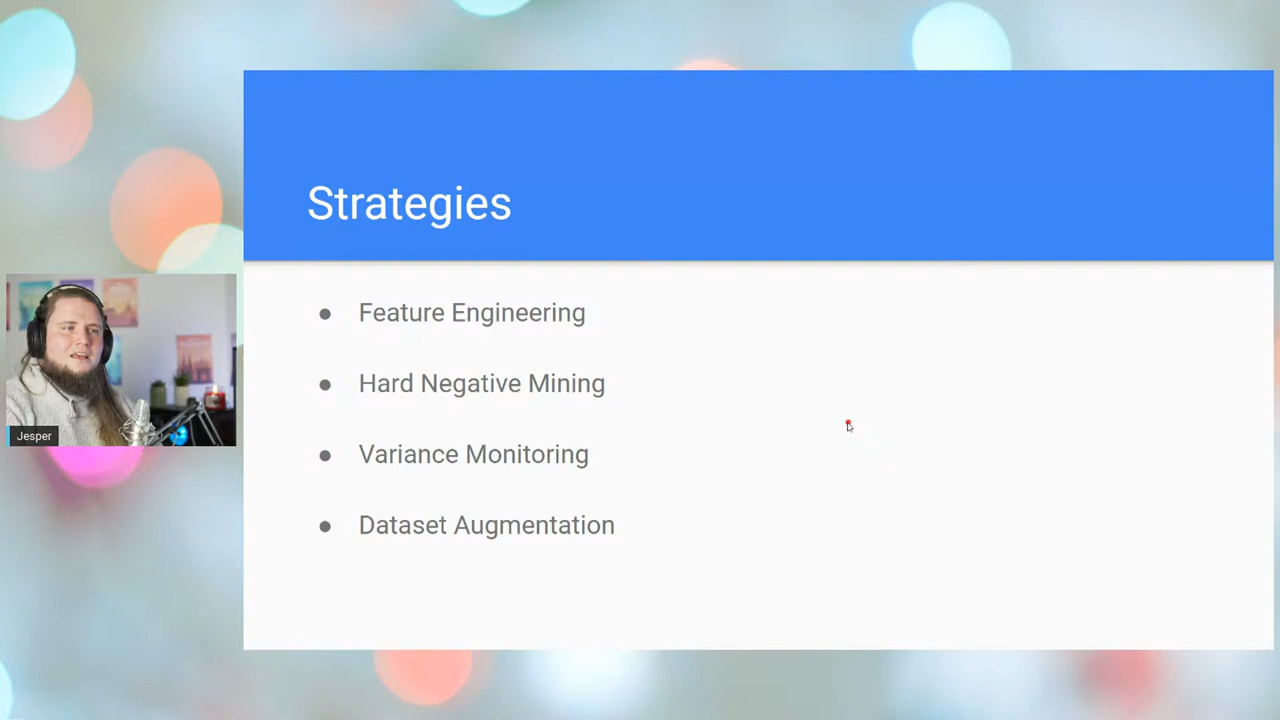 Strategies
Feature Engineering
Hard Negative Mining
Variance Monitoring
Dataset Augmentation
Jesper